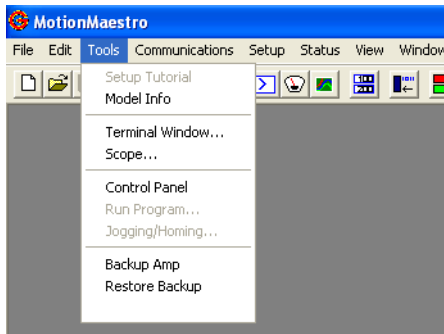 MotionMaestro
File Edit Tools Communications Setup Status View Window
Setup Tutorial
Model Info
Terminal Window...
Scope...
Control Panel
Run Program...
Jogging/Homing...
Backup Amp
Restore Backup